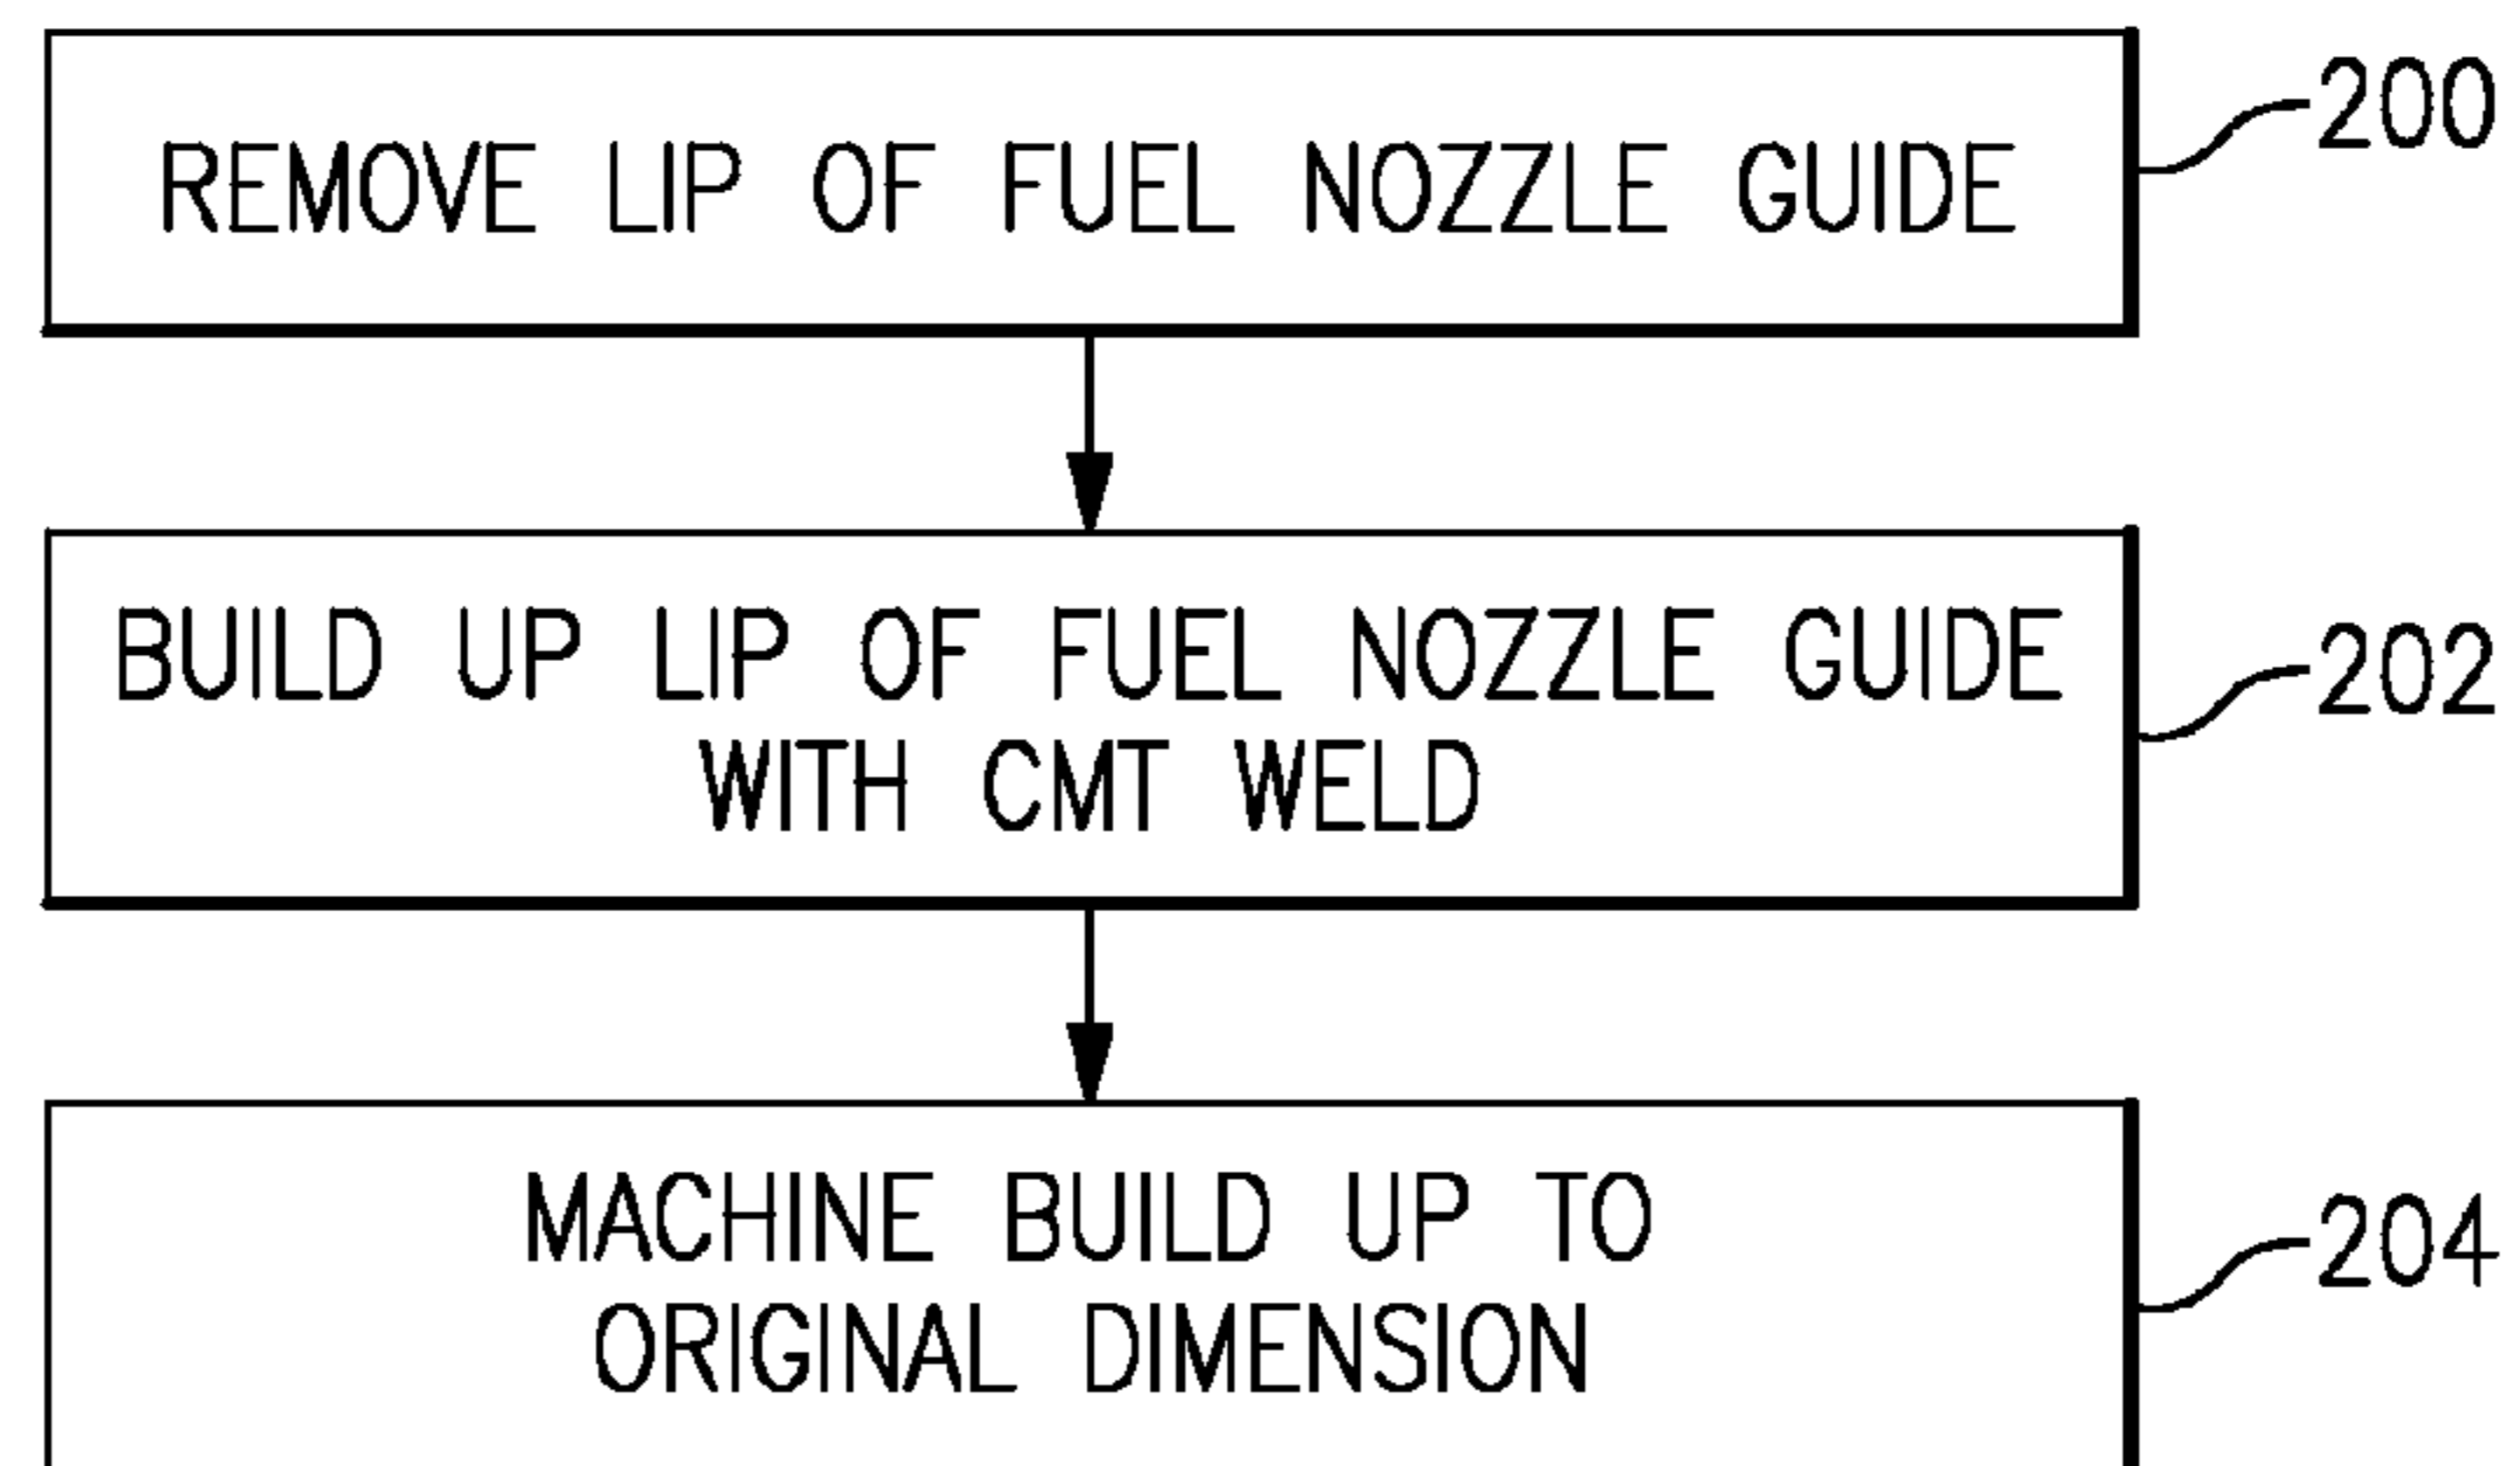 REMOVE LIP OF FUEL NOZZLE GUIDE
200
BUILD UP LIP OF FUEL NOZZLE GUIDE
WITH CMT WELD
202
MACHINE BUILD UP TO
ORIGINAL DIMENSION
204